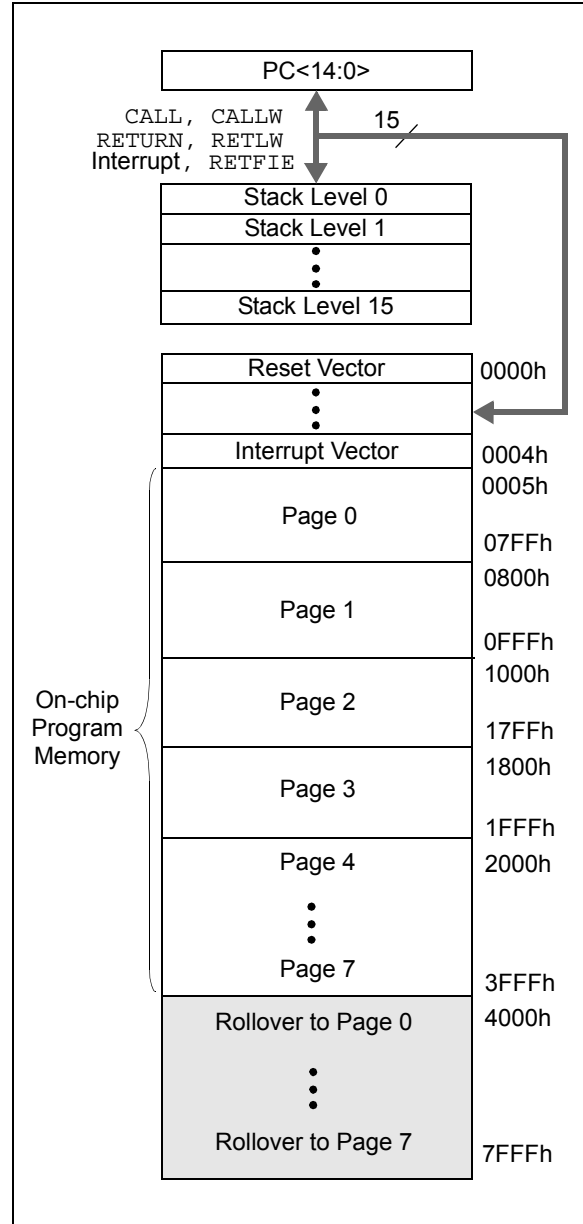 PC<14:0>
CALL, CALLW
15
RETURN, RETLW
Interrupt, RETFIE
Stack Level 0
Stack Level 1
Stack Level 15
Reset Vector
0000h
Interrupt Vector
0004h
0005h
Page 0
07FFh
0800h
Page 1
0FFFh
1000h
On-chip
Program
Memory
Page 2
17FFh
1800h
Page 3
1FFFh
Page 4
2000h
Page 7
3FFFh
Rollover to Page 0
4000h
Rollover to Page 7
7FFFh